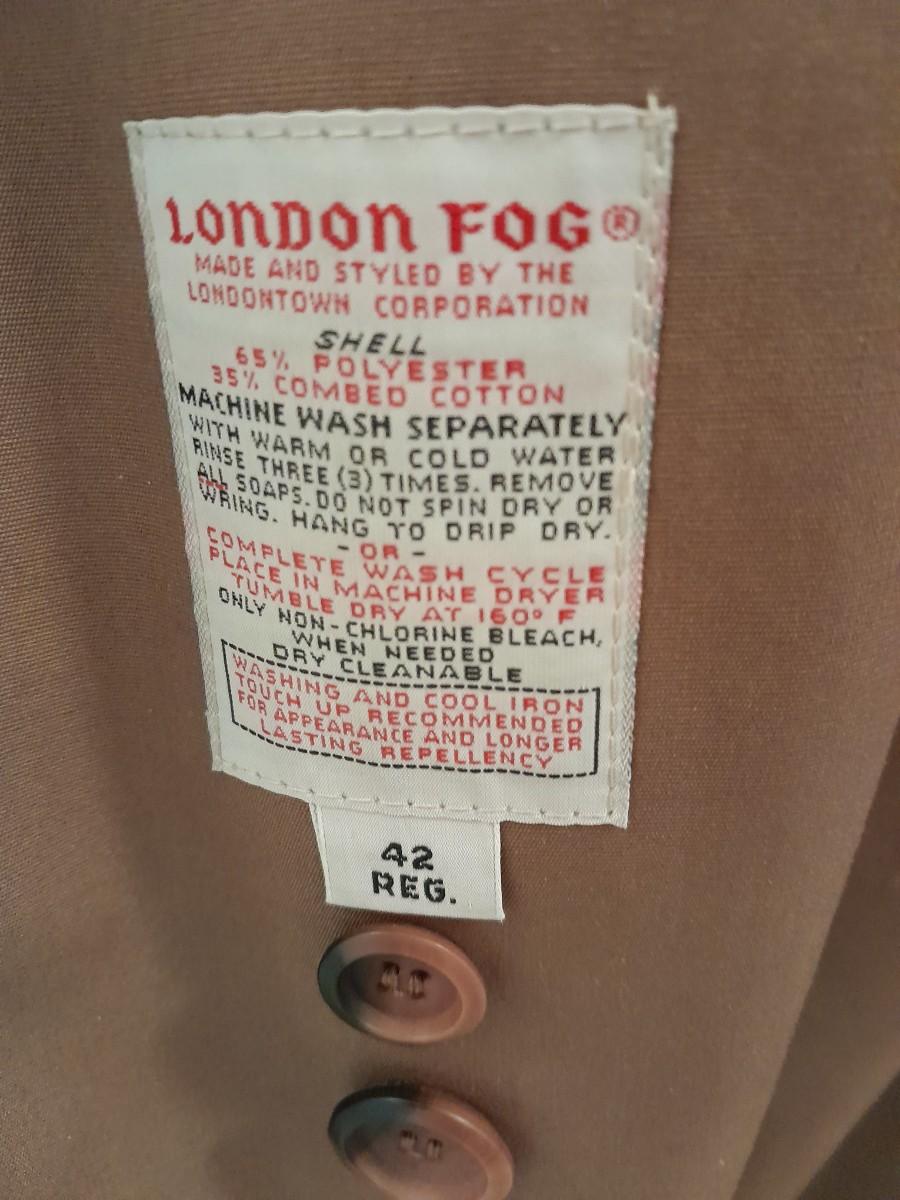 LONDON FOG®
MADE AND STYLED BY THE
LONDONTOWN CORPORATION
SHELL
65% POLYESTER
35% COMBED COTTON
MACHINE WASH SEPARATELY
WITH WARM OR COLD WATER
RINSE THREE (3) TIMES. REMOVE
ALL SOAPS. DO NOT SPIN DRY OR
WRING. HANG TO DRIP DRY.
- OR -
COMPLETE WASH CYCLE
PLACE IN MACHINE DRYER
TUMBLE DRY AT 160° F
ONLY NON-CHLORINE BLEACH,
WHEN NEEDED
DRY CLEANABLE
WASHING AND COOL IRON
TOUCH UP RECOMMENDED
FOR APPEARANCE AND LONGER
LASTING REPELLENCY
42
REG.